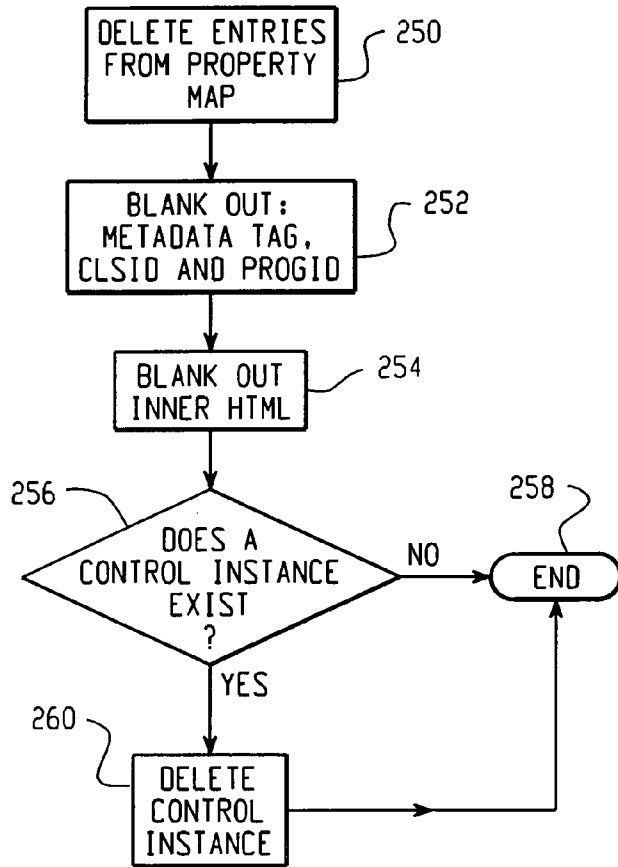 DELETE ENTRIES
FROM PROPERTY
MAP
250
BLANK OUT:
METADATA TAG,
CLSID AND PROGID
252
BLANK OUT
INNER HTML
254
256
DOES A
CONTROL INSTANCE
EXIST
?
NO
258
END
YES
260
DELETE
CONTROL
INSTANCE